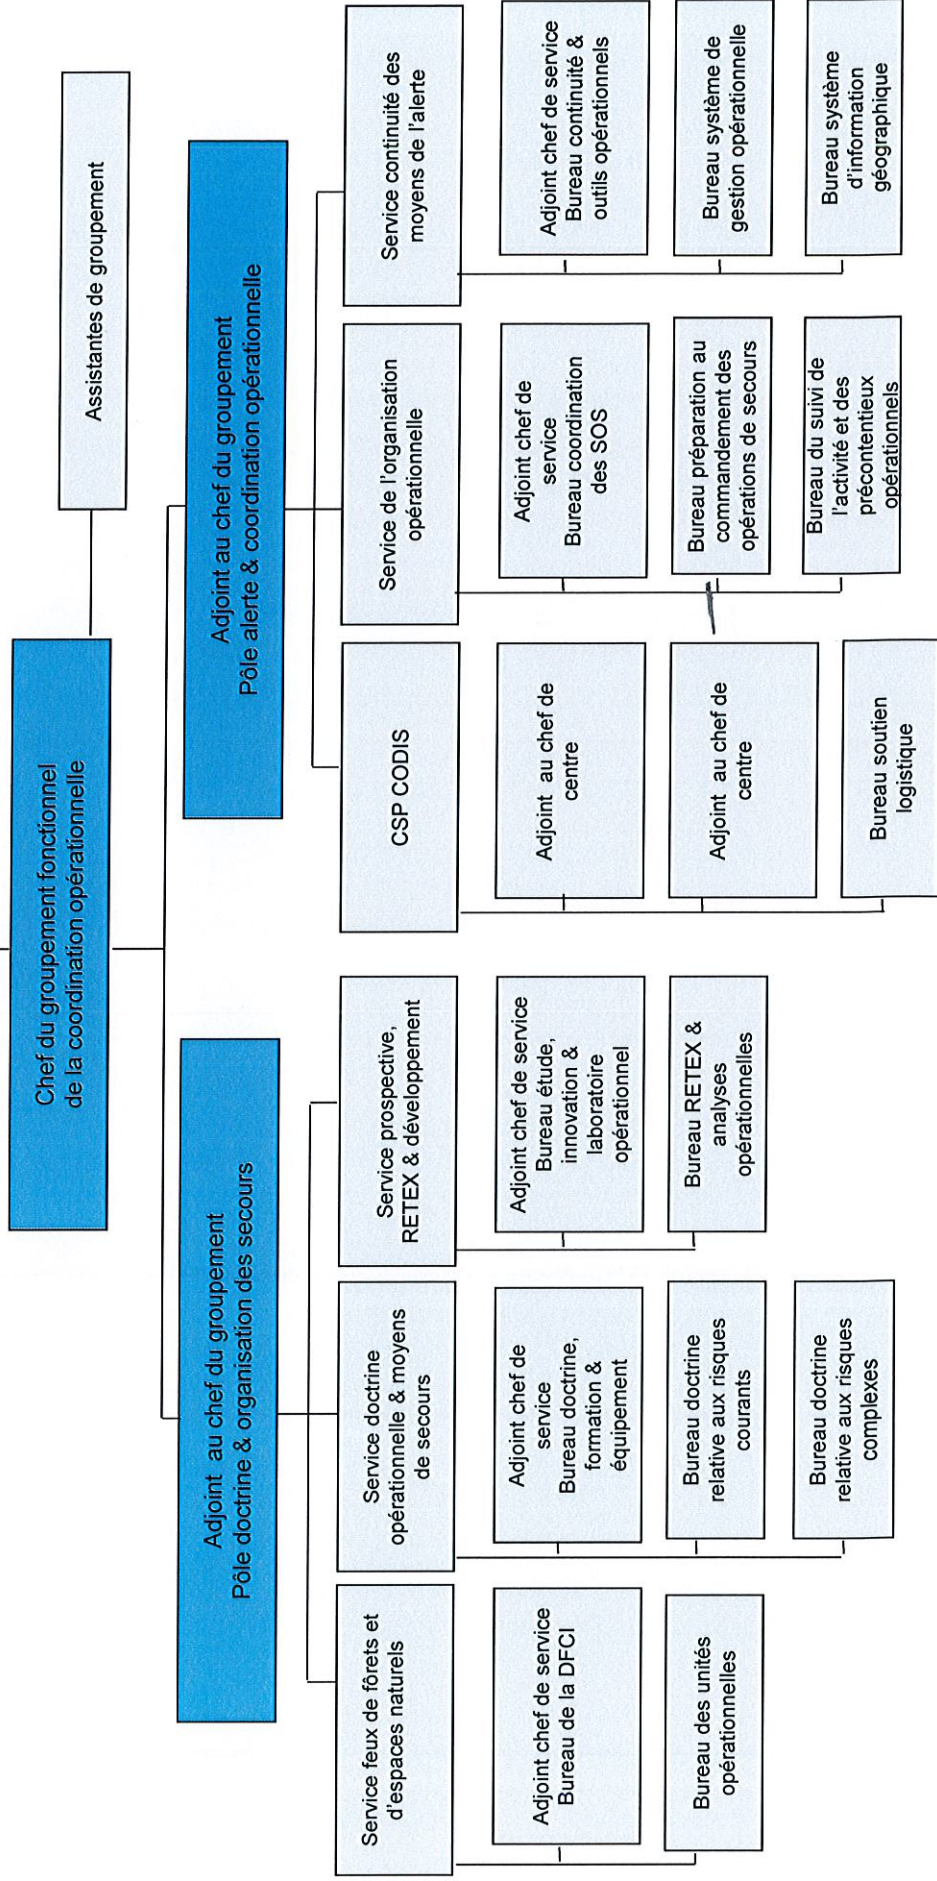 Chef du groupement fonctionnel
de la coordination opérationnelle
Assistantes de groupement
Adjoint au chef du groupement
Pôle doctrine & organisation des secours
Adjoint au chef du groupement
Pôle alerte & coordination opérationnelle
Service feux de fôrets et
d'espaces naturels
Adjoint chef de service
Bureau de la DFCI
Bureau des unités
opérationnelles
Service doctrine
opérationnelle & moyens
de secours
Adjoint chef de
service
Bureau doctrine,
formation &
équipement
Bureau doctrine
relative aux risques
courants
Bureau doctrine
relative aux risques
complexes
Service prospective,
RETEX & développement
Adjoint chef de service
Bureau étude,
innovation &
laboratoire
opérationnel
Bureau RETEX &
analyses
opérationnelles
CSP CODIS
Adjoint au chef de
centre
Adjoint au chef de
centre
Bureau soutien
logistique
Service de l'organisation
opérationnelle
Adjoint chef de
service
Bureau coordination
des SOS
Bureau préparation au
commandement des
opérations de secours
Bureau du suivi de
l'activité et des
précontentieux
opérationnels
Service continuité des
moyens de l'alerte
Adjoint chef de service
Bureau continuité &
outils opérationnels
Bureau système de
gestion opérationnelle
Bureau système
d'information
géographique